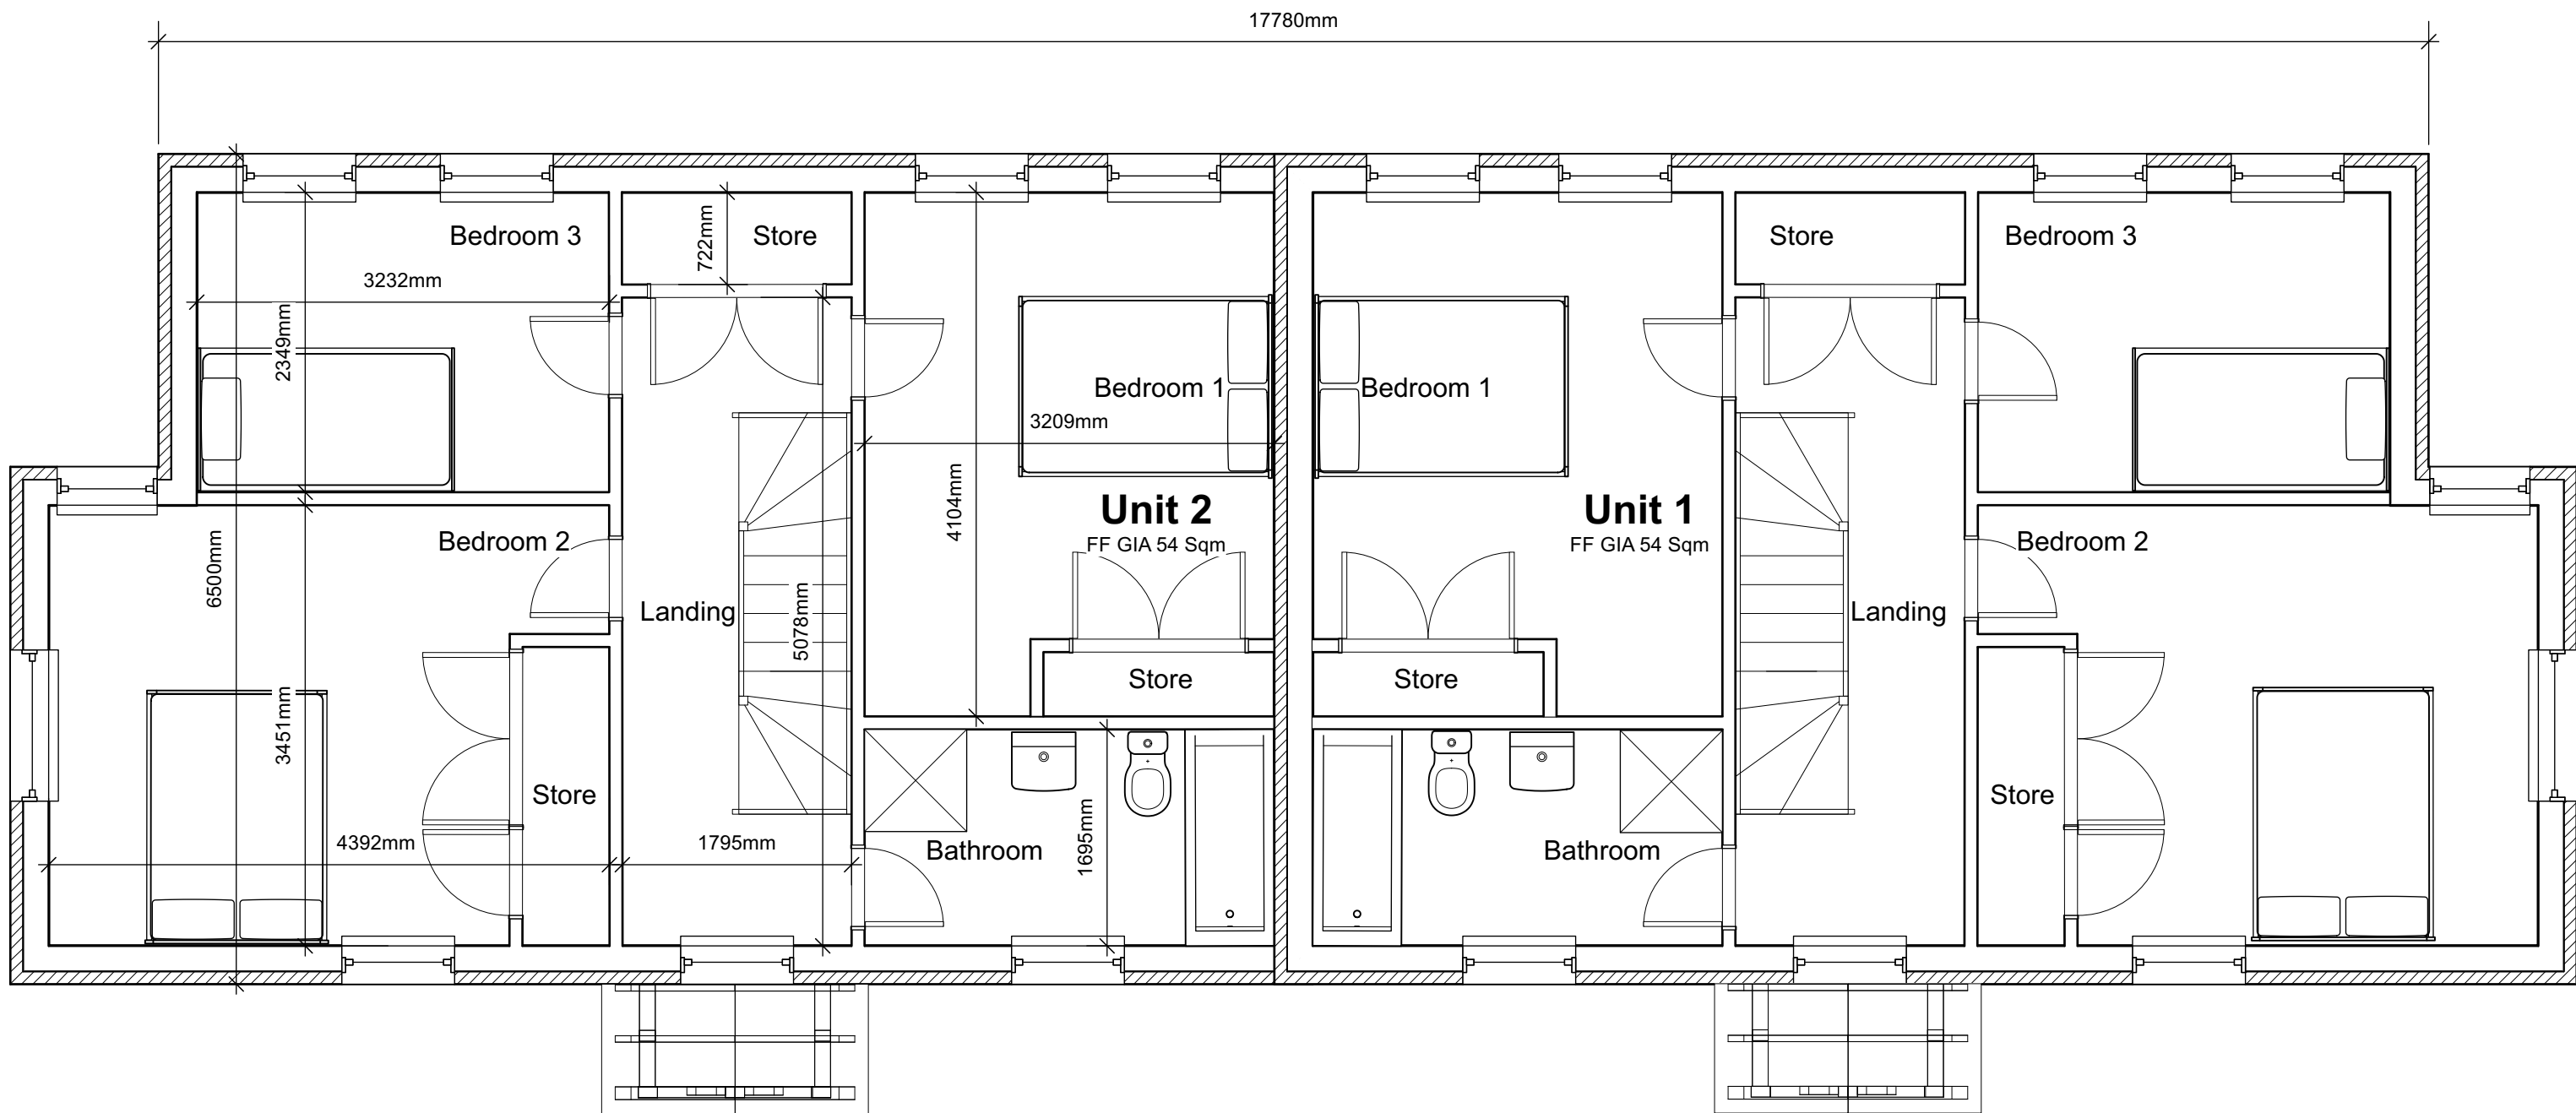 17780mm
Bedroom 3
722mm
Store
Store
Bedroom 3
3232mm
2349mm
Bedroom 1
Bedroom 1
3209mm
4104mm
Unit 2
FF GIA 54 Sqm
Unit 1
FF GIA 54 Sqm
Bedroom 2
Bedroom 2
6500mm
Landing
5078mm
Landing
Store
Store
3451mm
Store
Store
4392mm
1795mm
Bathroom
1695mm
Bathroom